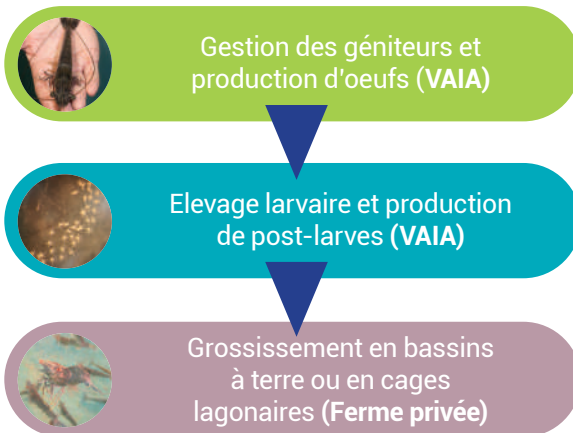 Gestion des géniteurs et
production d'oeufs (VAIA)
Elevage larvaire et production
de post-larves (VAIA)
Grossissement en bassins
à terre ou en cages
lagonaires (Ferme privée)